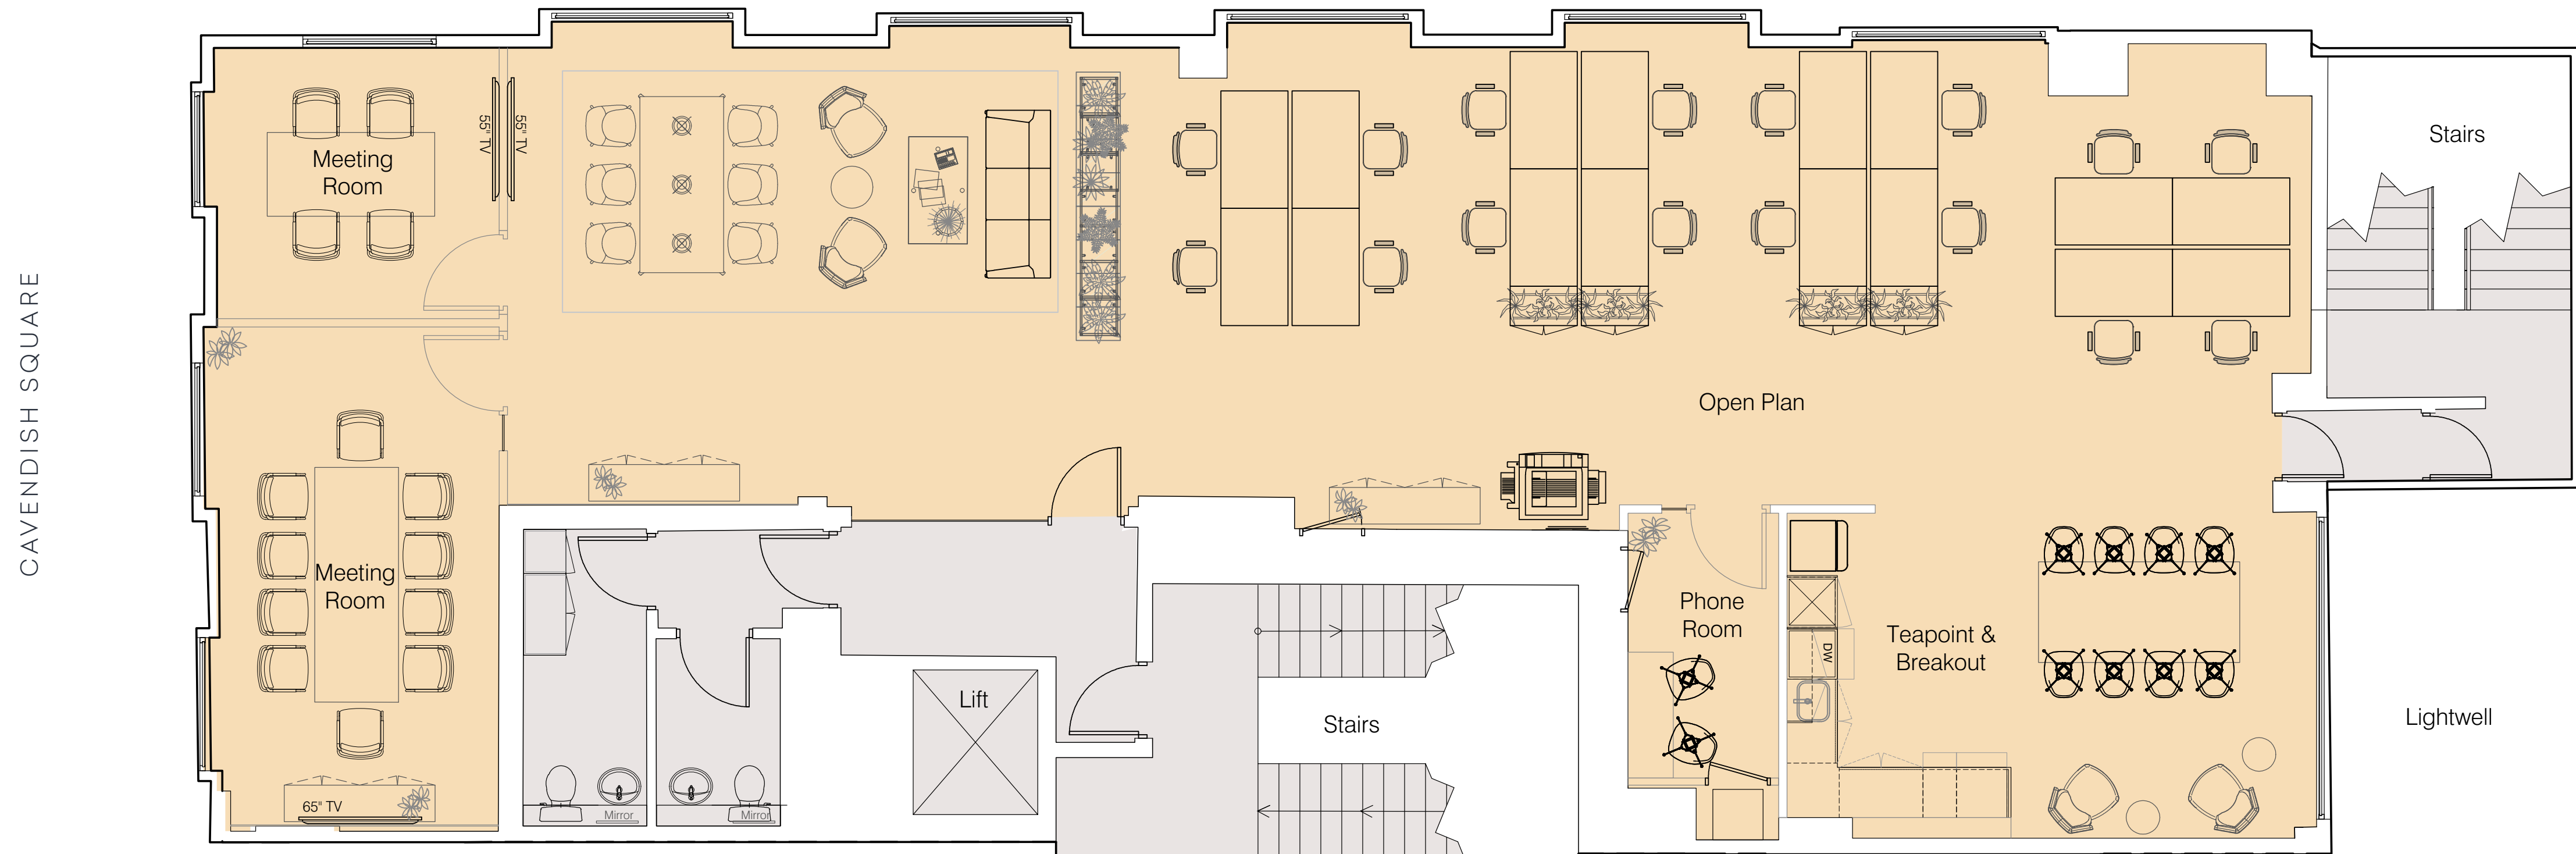 CAVENDISH SQUARE
Meeting
Room
55" TV
55" TV
Stairs
Open Plan
Meeting
Room
65" TV
Mirror
Mirror
Lift
Stairs
Phone
Room
DW
Teapoint &
Breakout
Lightwell